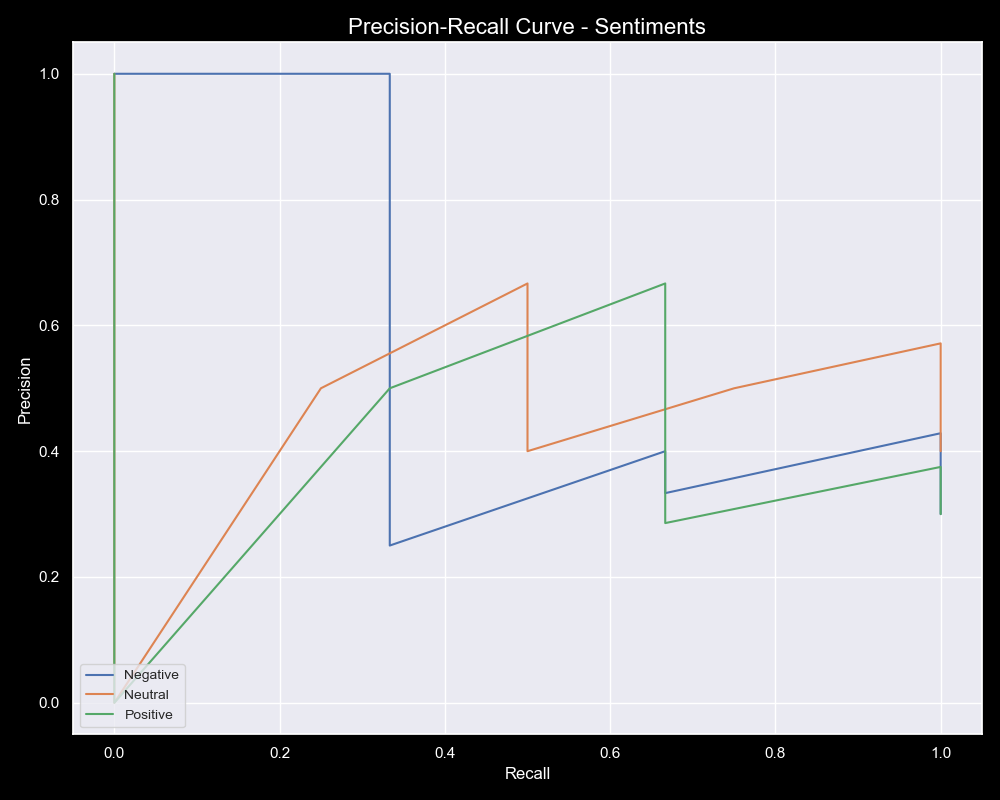 Precision-Recall Curve - Sentiments
1.0
0.8
0.6
0.4
0.2
0.0
Precision
Negative
Neutral
Positive
0.0 0.2 0.4 0.6 0.8 1.0
Recall